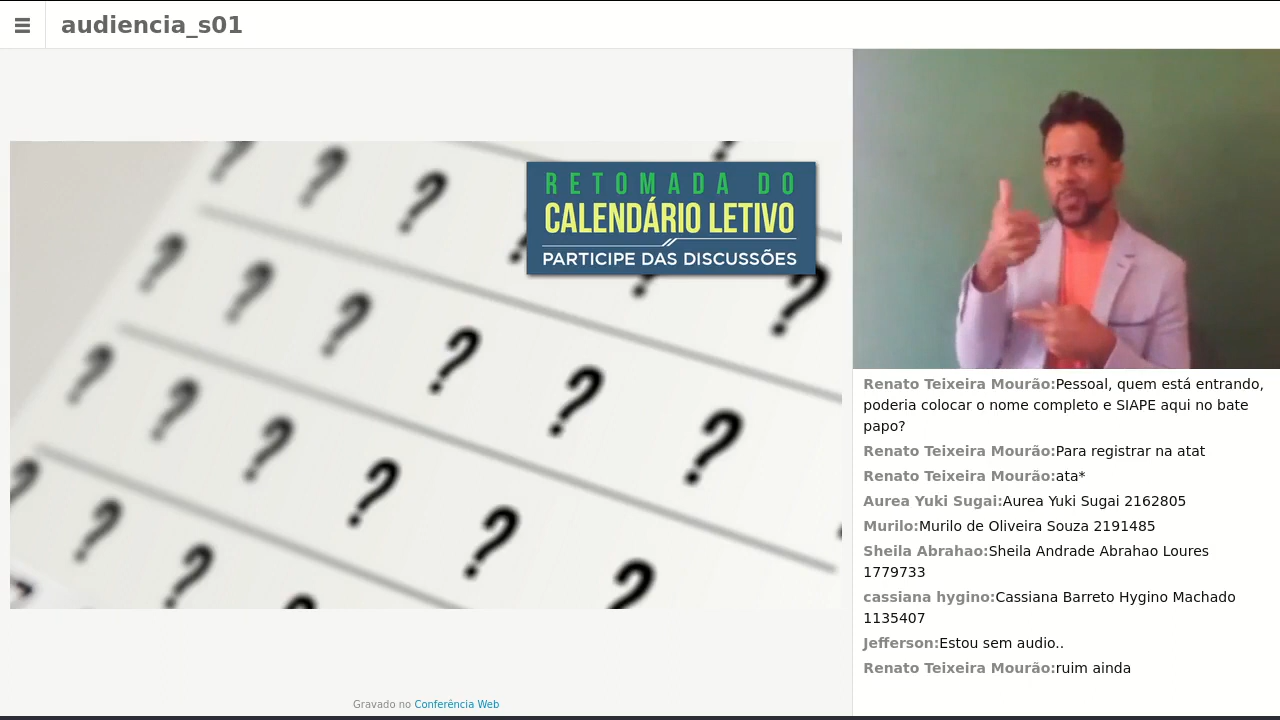 audiencia_s01
RETOMADA DO
CALENDÁRIO LETIVO
PARTICIPE DAS DISCUSSÕES
? ? ? ?
? ? ? ? ?
? ? ? ? ? ?
? ? ? ? ? ?
? ?
Renato Teixeira Mourão:Pessoal, quem está entrando,
poderia colocar o nome completo e SIAPE aqui no bate
papo?
Renato Teixeira Mourão:Para registrar na atat
Renato Teixeira Mourão:ata*
Aurea Yuki Sugai:Aurea Yuki Sugai 2162805
Murilo:Murilo de Oliveira Souza 2191485
Sheila Abrahao:Sheila Andrade Abrahao Loures
1779733
cassiana hygino:Cassiana Barreto Hygino Machado
1135407
Jefferson:Estou sem audio..
Renato Teixeira Mourão:ruim ainda
Gravado no Conferência Web